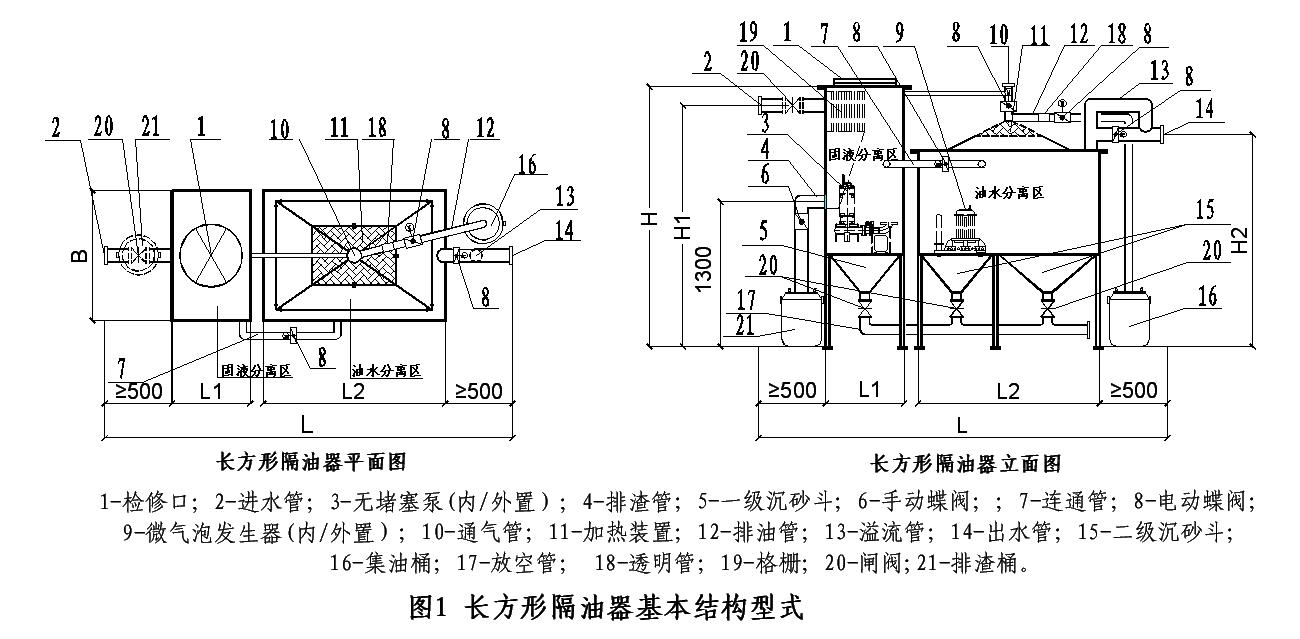 2 20 21 1 10 11 18 8 12
16
13
14
8
B
7
8
固液分离区 油水分离区
≥500 L1 L2 ≥500
L
长方形隔油器平面图
19 1 7 8 9 8 10 11 12 18 8
2 20
13
8
14
3
4
6
固液分离区
油水分离区
H
H1
1300
H2
5
20
17
21
15
20
16
≥500 L1 L2 ≥500
L
长方形隔油器立面图
1-检修口；2-进水管；3-无堵塞泵(内/外置)；4-排渣管；5-一级沉砂斗；6-手动蝶阀；；7-连通管；8-电动蝶阀；
9-微气泡发生器(内/外置)；10-通气管；11-加热装置；12-排油管；13-溢流管；14-出水管；15-二级沉砂斗；
16-集油桶；17-放空管； 18-透明管；19-格栅；20-闸阀；21-排渣桶。
图1 长方形隔油器基本结构型式